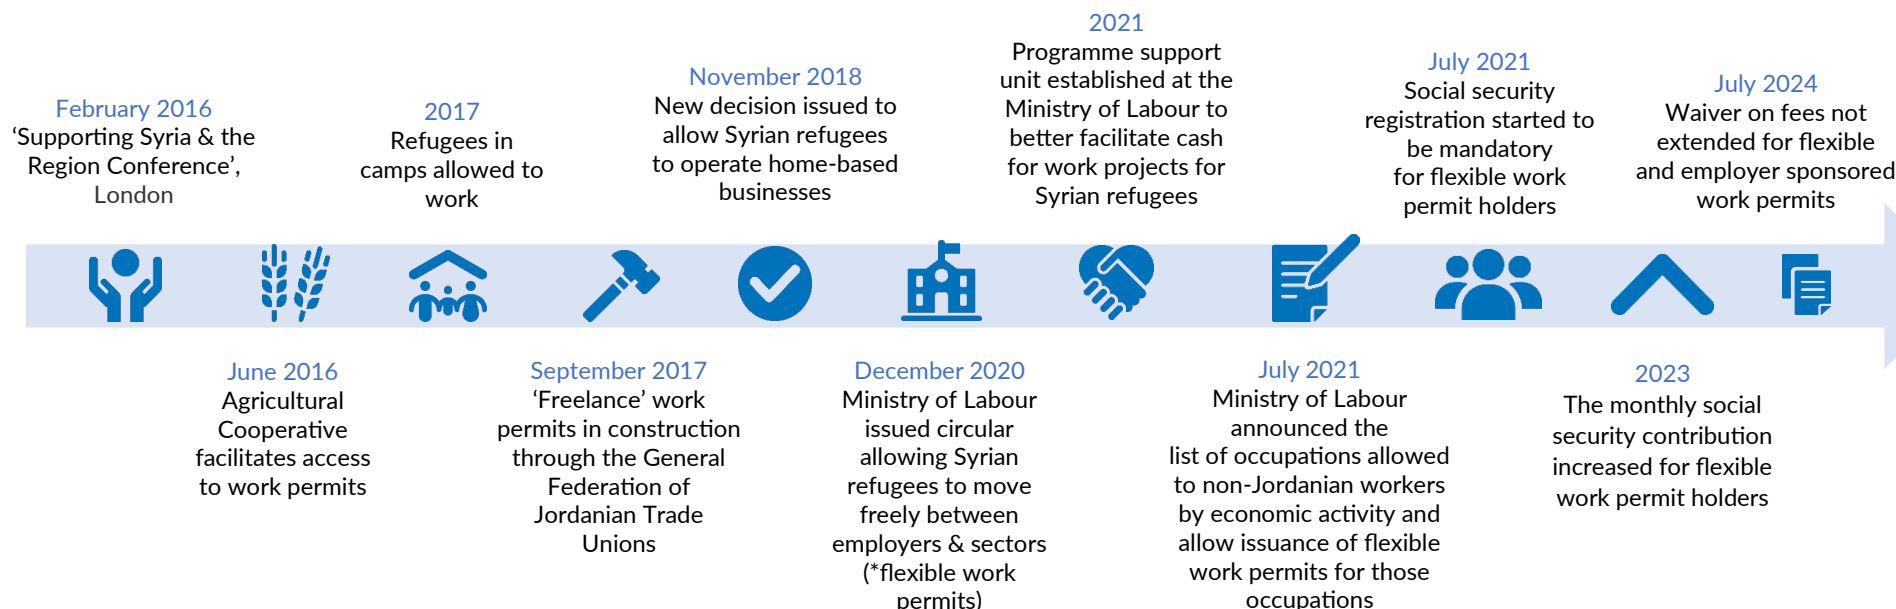 February 2016
‘Supporting Syria & the
Region Conference’,
London
June 2016
Agricultural
Cooperative
facilitates access
to work permits
2017
Refugees in
camps allowed to
work
September 2017
‘Freelance’ work
permits in construction
through the General
Federation of
Jordanian Trade
Unions
November 2018
New decision issued to
allow Syrian refugees
to operate home-based
businesses
December 2020
Ministry of Labour
issued circular
allowing Syrian
refugees to move
freely between
employers & sectors
(*flexible work
permits)
2021
Programme support
unit established at the
Ministry of Labour to
better facilitate cash
for work projects for
Syrian refugees
July 2021
Ministry of Labour
announced the
list of occupations allowed
to non-Jordanian workers
by economic activity and
allow issuance of flexible
work permits for those
occupations
July 2021
Social security
registration started to
be mandatory
for flexible work
permit holders
2023
The monthly social
security contribution
increased for flexible
work permit holders
July 2024
Waiver on fees not
extended for flexible
and employer sponsored
work permits